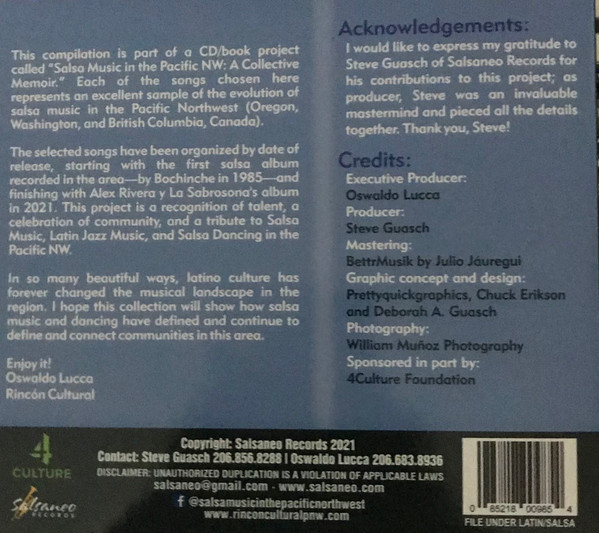 This compilation is part of a CD/book project
called "Salsa Music in the Pacific NW: A Collective
Memoir." Each of the songs chosen here
represents an excellent sample of the evolution of
salsa music in the Pacific Northwest (Oregon,
Washington, and British Columbia, Canada).
The selected songs have been organized by date of
release, starting with the first salsa album
recorded in the area—by Bochinche in 1985—and
finishing with Alex Rivera y La Sabrosona's album
in 2021. This project is a recognition of talent, a
celebration of community, and a tribute to Salsa
Music, Latin Jazz Music, and Salsa Dancing in the
Pacific NW.
In so many beautiful ways, latino culture has
forever changed the musical landscape in the
region. I hope this collection will show how salsa
music and dancing have defined and continue to
define and connect communities in this area.
Enjoy it!
Oswaldo Lucca
Rincón Cultural
Acknowledgements:
I would like to express my gratitude to
Steve Guasch of Salsaneo Records for
his contributions to this project; as
producer, Steve was an invaluable
mastermind and pieced all the details
together. Thank you, Steve!
Credits:
Executive Producer:
Oswaldo Lucca
Producer:
Steve Guasch
Mastering:
BettrMusik by Julio Jáuregui
Graphic concept and design:
Prettyquickgraphics, Chuck Erikson
and Deborah A. Guasch
Photography:
William Muñoz Photography
Sponsored in part by:
4Culture Foundation
4
CULTURE
Salsaneo
RECORDS
Copyright: Salsaneo Records 2021
Contact: Steve Guasch 206.856.8288 | Oswaldo Lucca 206.683.8936
DISCLAIMER: UNAUTHORIZED DUPLICATION IS A VIOLATION OF APPLICABLE LAWS
salsaneo@gmail.com · www.salsaneo.com
f @salsamusicinthepacificnorthwest
www.rinconculturalpnw.com
0 85218 00965 4
FILE UNDER LATIN/SALSA